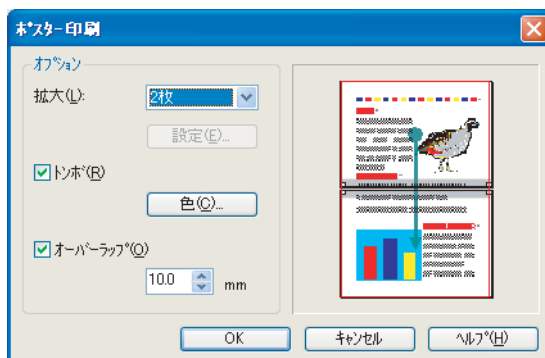 ポスター印刷
オプション
拡大(L):
2枚
設定(E)...
トンボ(R)
色(C)...
オーバーラップ(O)
10.0 mm
OK
キャンセル
ヘルプ(H)